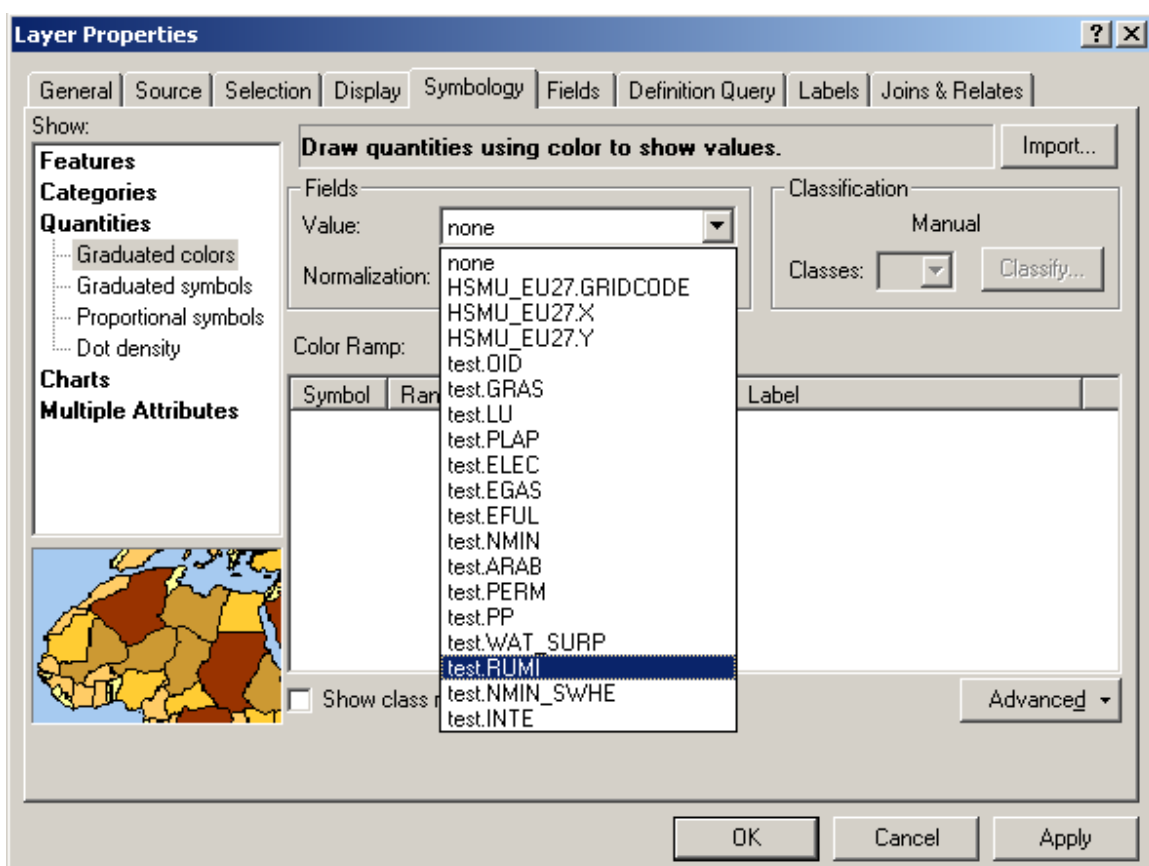 Layer Properties
General Source Selection Display Symbology Fields Definition Query Labels Joins & Relates
Show:
Features
Categories
Quantities
Graduated colors
Graduated symbols
Proportional symbols
Dot density
Charts
Multiple Attributes
Draw quantities using color to show values.
Import...
Fields
Value:
none
Normalization:
none
HSMU_EU27.GRIDCODE
HSMU_EU27.X
HSMU_EU27.Y
test.OID
test.GRAS
test.LU
test.PLAP
test.ELEC
test.EGAS
test.EFUL
test.NMIN
test.ARAB
test.PERM
test.PP
test.WAT_SURP
test.RUMI
test.NMIN_SWHE
test.INTE
Classification
Manual
Classes:
Classify...
Color Ramp:
Symbol Ran Label
Show class r
Advanced
OK Cancel Apply